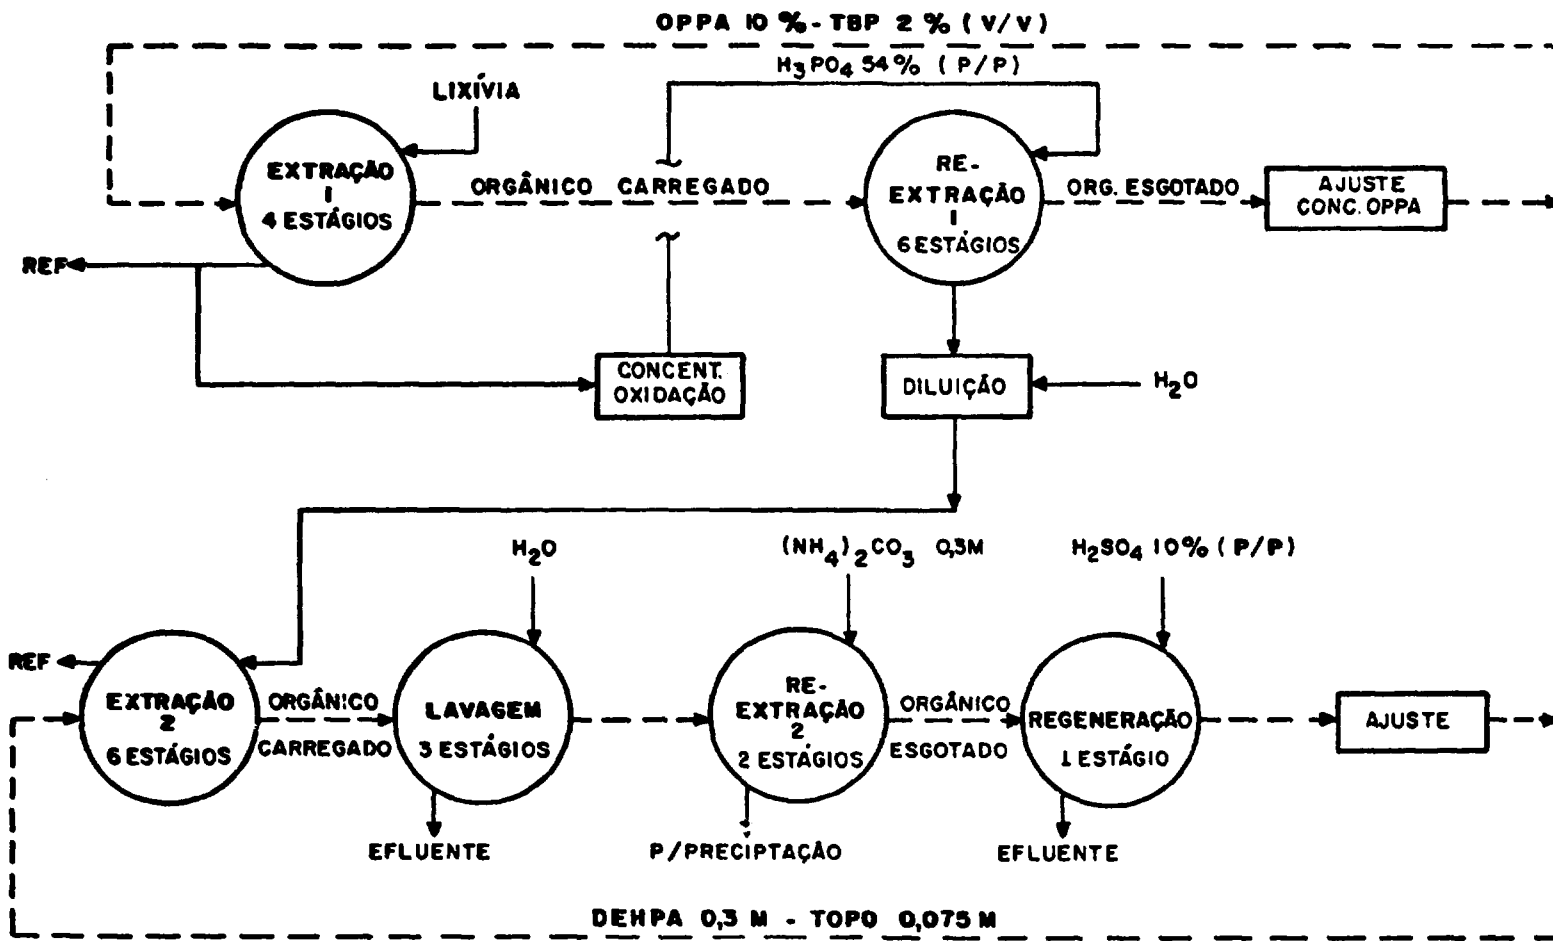 OPPA 10 % - TBP 2 % ( V/V )
H3PO4 54% ( P/P )
LIXÍVIA
EXTRAÇÃO
1
4 ESTÁGIOS
ORGÂNICO CARREGADO
RE-
EXTRAÇÃO
1
6 ESTÁGIOS
ORG. ESGOTADO
AJUSTE
CONC. OPPA
REF
CONCENT.
OXIDAÇÃO
DILUIÇÃO
H2O
H2O
(NH4)2CO3 0,3M
H2SO4 10% ( P/P )
REF
EXTRAÇÃO
2
6 ESTÁGIOS
ORGÂNICO
CARREGADO
LAVAGEM
3 ESTÁGIOS
RE-
EXTRAÇÃO
2
2 ESTÁGIOS
ORGÂNICO
ESGOTADO
REGENERAÇÃO
1 ESTÁGIO
AJUSTE
EFLUENTE
P/PRECIPTAÇÃO
EFLUENTE
DEHPA 0,3 M - TOPO 0,075 M